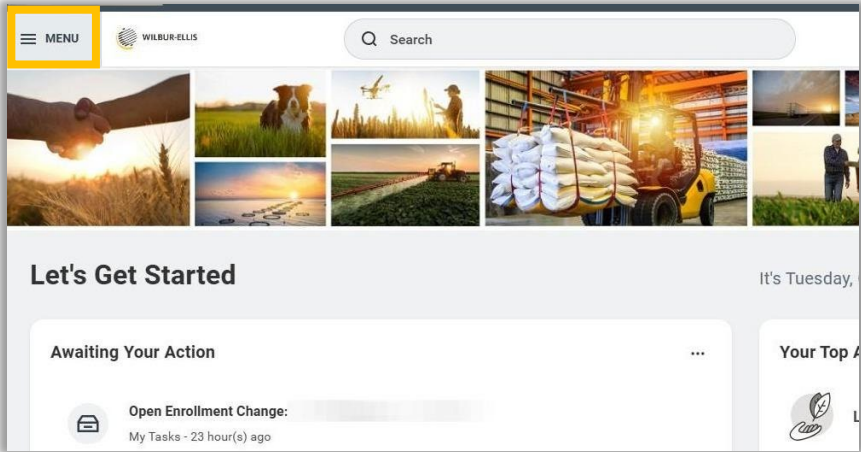 MENU
WILBUR-ELLIS
Search
Let's Get Started
It's Tuesday,
Awaiting Your Action
...
Your Top
Open Enrollment Change:
My Tasks - 23 hour(s) ago